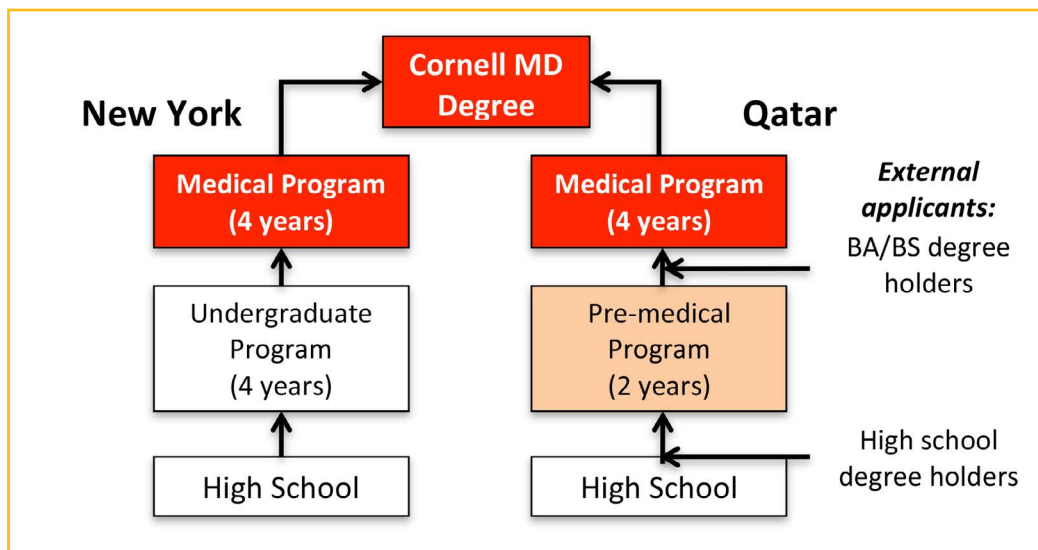 Cornell MD
Degree
New York
Qatar
Medical Program
(4 years)
Medical Program
(4 years)
External
applicants:
BA/BS degree
holders
Undergraduate
Program
(4 years)
Pre-medical
Program
(2 years)
High School
High School
High school
degree holders